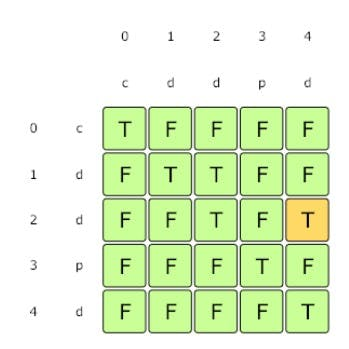 0 1 2 3 4
c d d p d
0 c T F F F F
1 d F T T F F
2 d F F T F T
3 p F F F T F
4 d F F F F T